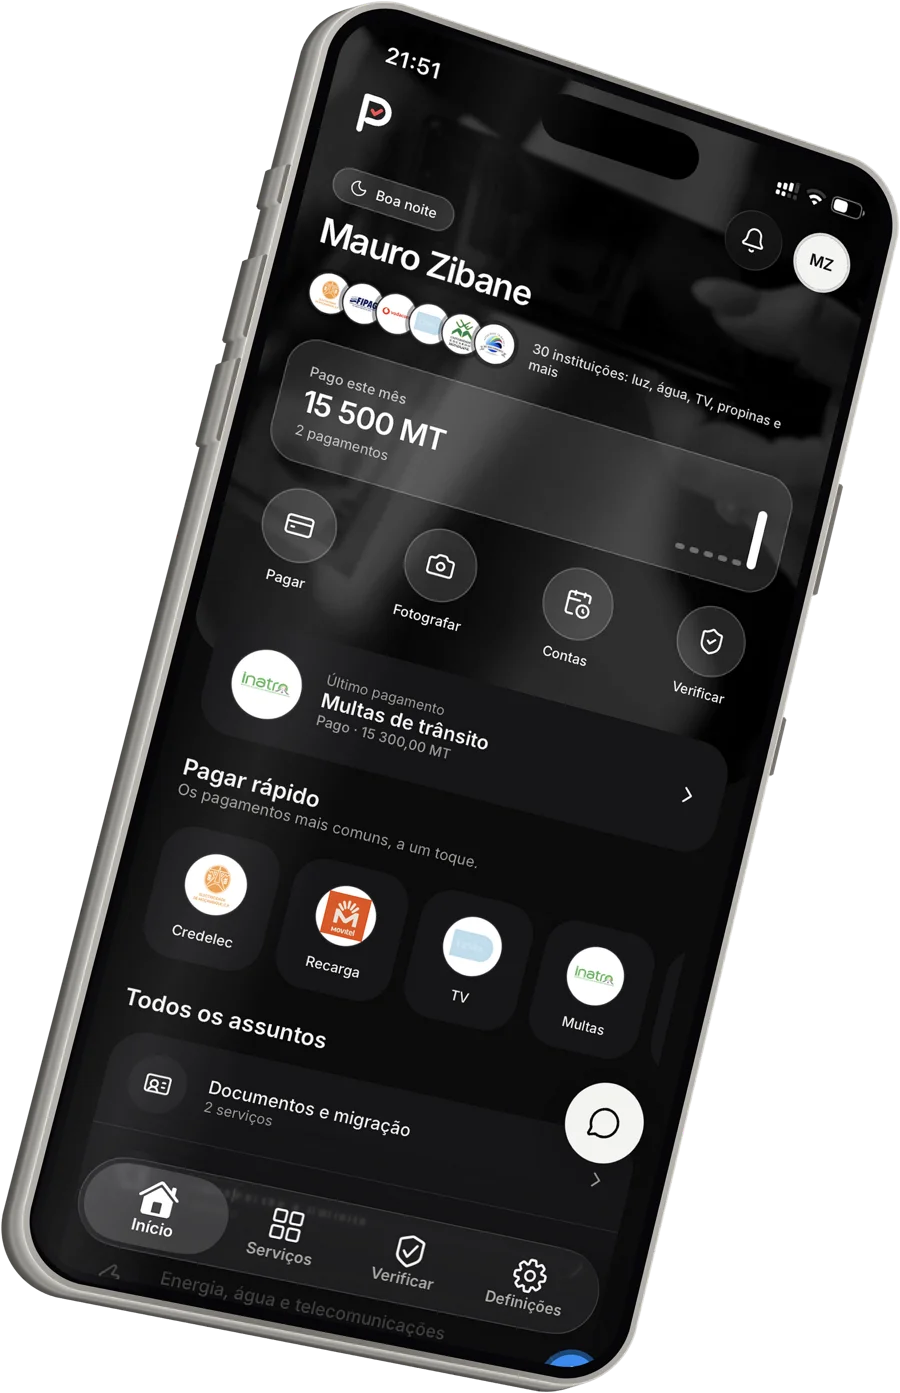 21:51
Boa noite
MZ
Mauro Zibane
FIPAG
30 instituições: luz, água, TV, propinas e
mais
Pago este mês
15 500 MT
2 pagamentos
Pagar
Fotografar
Contas
Verificar
Inatro
Último pagamento
Multas de trânsito
Pago · 15 300,00 MT
Pagar rápido
Os pagamentos mais comuns, a um toque.
Movitel
Inatro
Credelec
Recarga
TV
Multas
Todos os assuntos
Documentos e migração
2 serviços
Início
Serviços
Verificar
Definições
Energia, água e telecomunicações